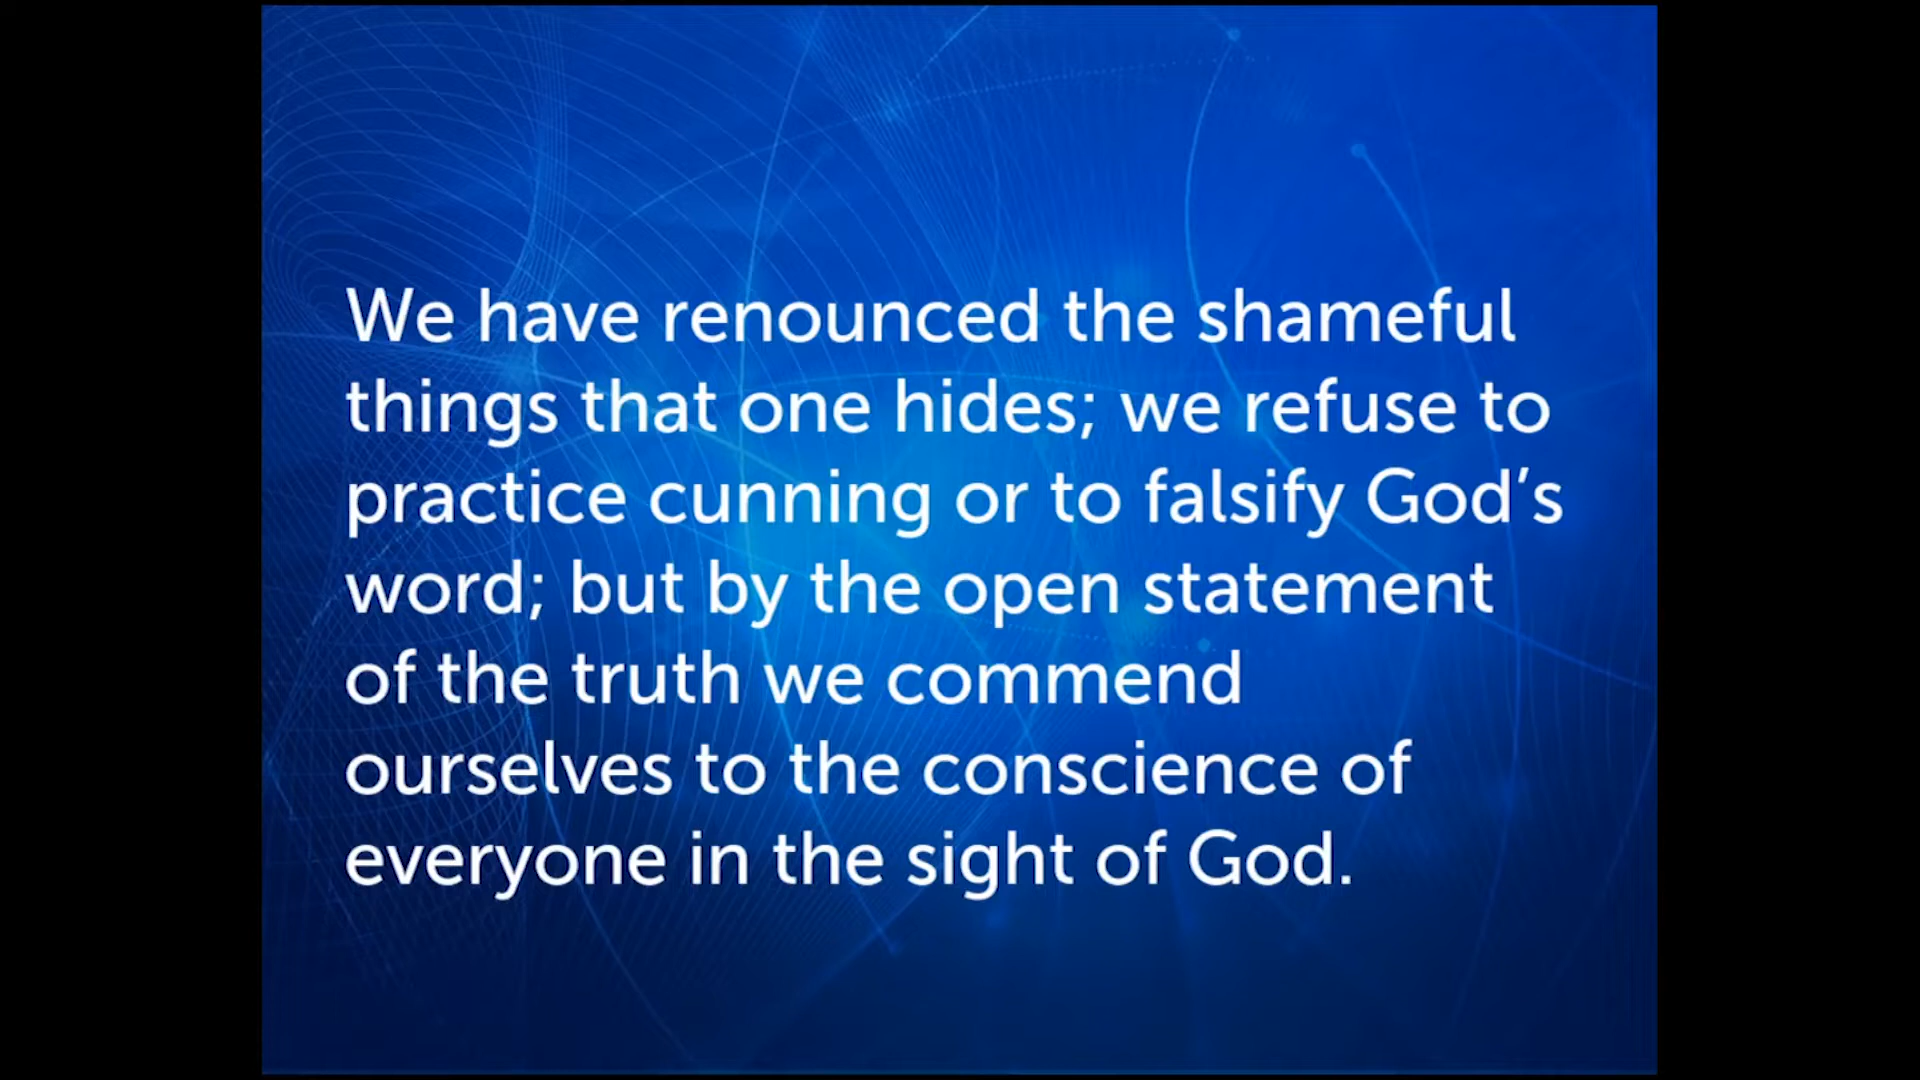 We have renounced the shameful
things that one hides; we refuse to
practice cunning or to falsify God’s
word; but by the open statement
of the truth we commend
ourselves to the conscience of
everyone in the sight of God.